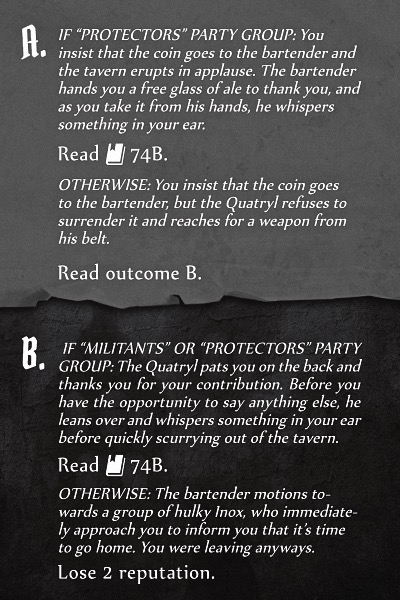 A. IF “PROTECTORS” PARTY GROUP: You
insist that the coin goes to the bartender and
the tavern erupts in applause. The bartender
hands you a free glass of ale to thank you, and
as you take it from his hands, he whispers
something in your ear.
Read 74B.
OTHERWISE: You insist that the coin goes
to the bartender, but the Quatryl refuses to
surrender it and reaches for a weapon from
his belt.
Read outcome B.
B. IF “MILITANTS” OR “PROTECTORS” PARTY
GROUP: The Quatryl pats you on the back and
thanks you for your contribution. Before you
have the opportunity to say anything else, he
leans over and whispers something in your ear
before quickly scurrying out of the tavern.
Read 74B.
OTHERWISE: The bartender motions to-
wards a group of hulky Inox, who immediate-
ly approach you to inform you that it’s time
to go home. You were leaving anyways.
Lose 2 reputation.